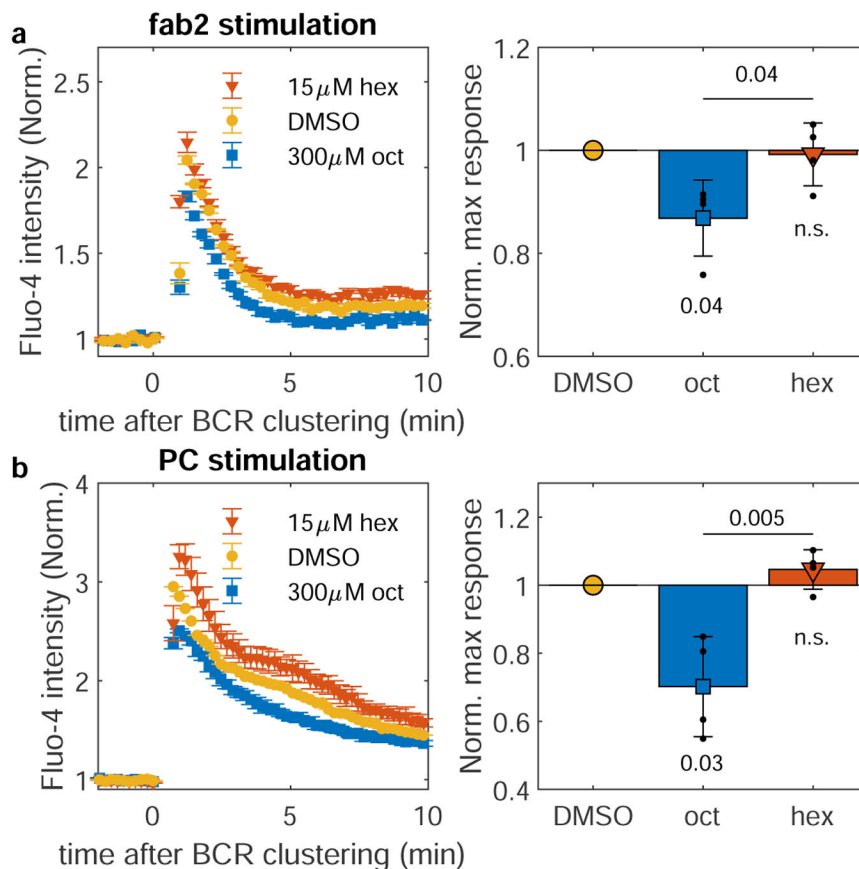 a
fab2 stimulation
Fluo-4 intensity (Norm.)
2.5
2
1.5
1
15μM hex
DMSO
300μM oct
0
5
10
time after BCR clustering (min)
Norm. max response
1.2
1
0.8
0.6
0.04
0.04
n.s.
DMSO
oct
hex
b
PC stimulation
Fluo-4 intensity (Norm.)
4
3
2
1
15μM hex
DMSO
300μM oct
0
5
10
time after BCR clustering (min)
Norm. max response
1.2
1
0.8
0.6
0.4
0.005
0.03
n.s.
DMSO
oct
hex